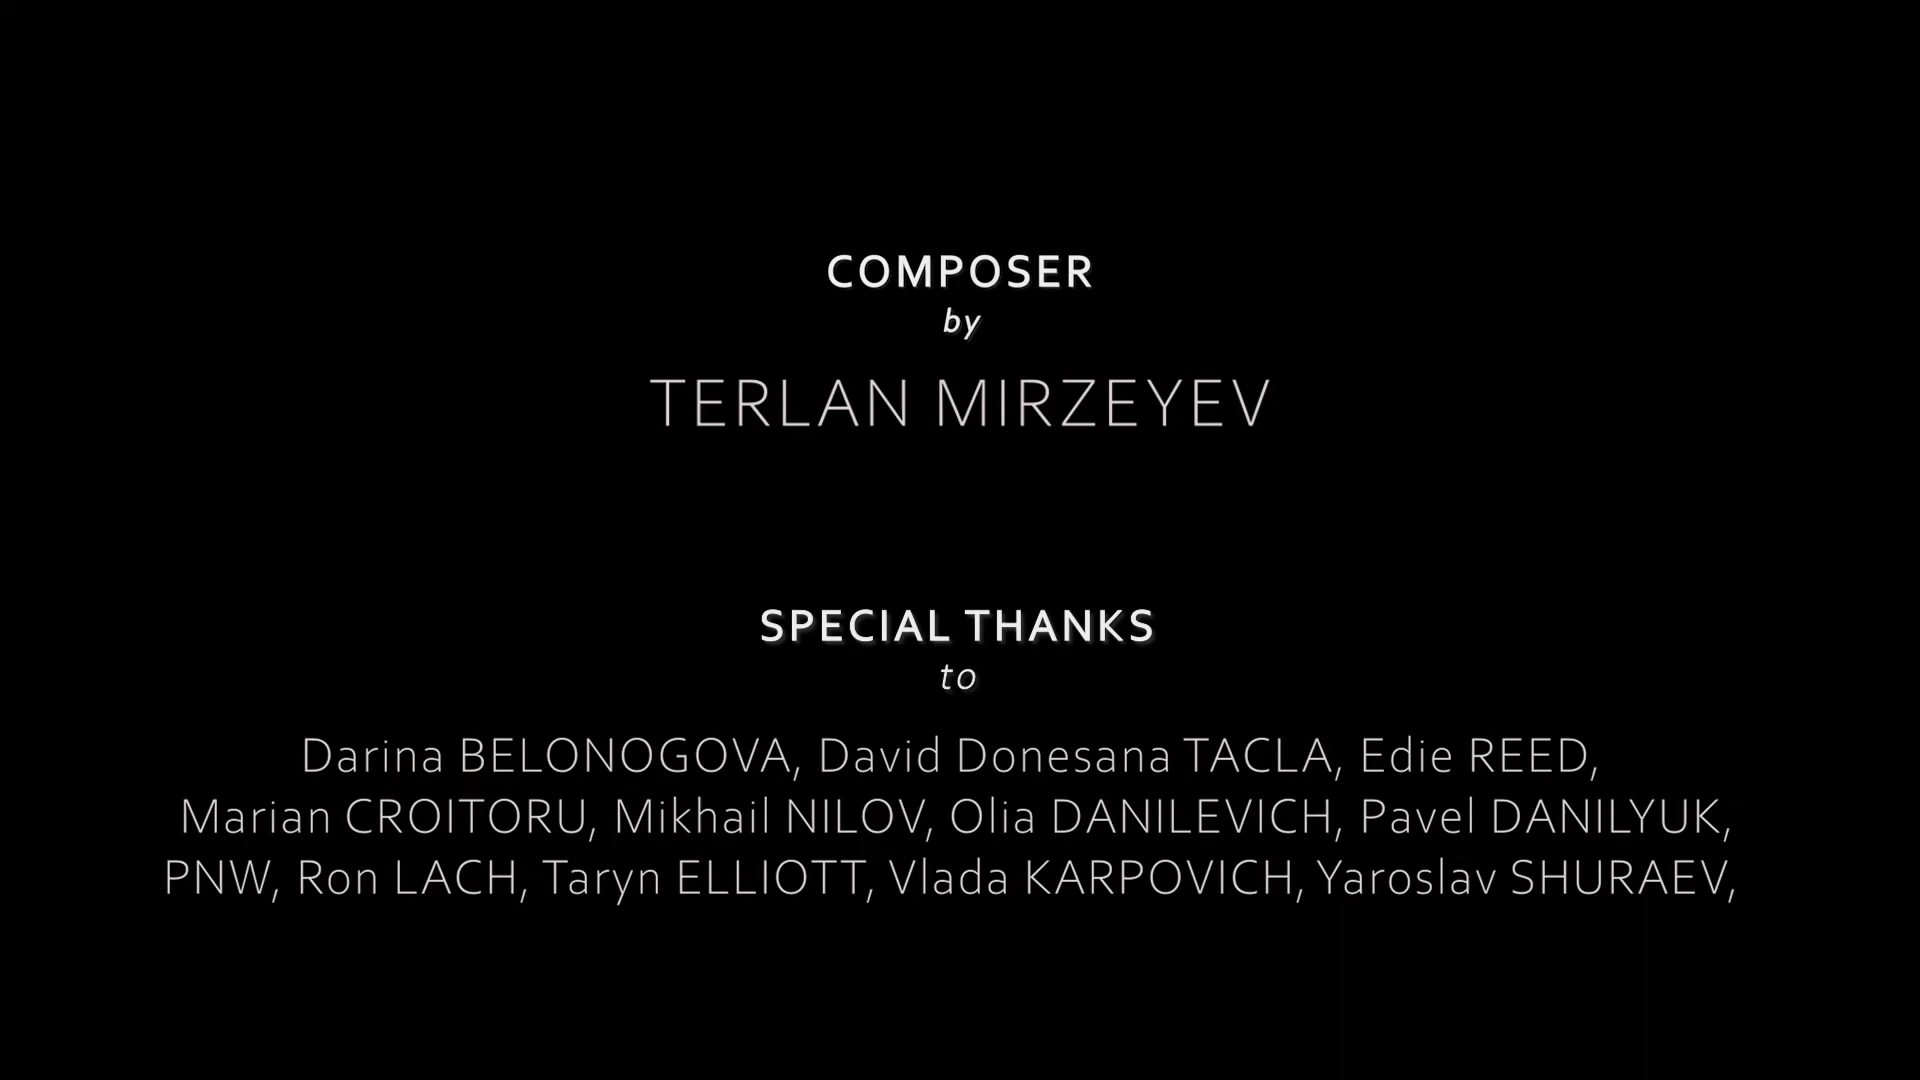 COMPOSER
by
TERLAN MIRZEYEV
SPECIAL THANKS
to
Darina BELONOGOVA, David Donesana TACLA, Edie REED,
Marian CROITORU, Mikhail NILOV, Olia DANILEVICH, Pavel DANILYUK,
PNW, Ron LACH, Taryn ELLIOTT, Vlada KARPOVICH, Yaroslav SHURAEV,